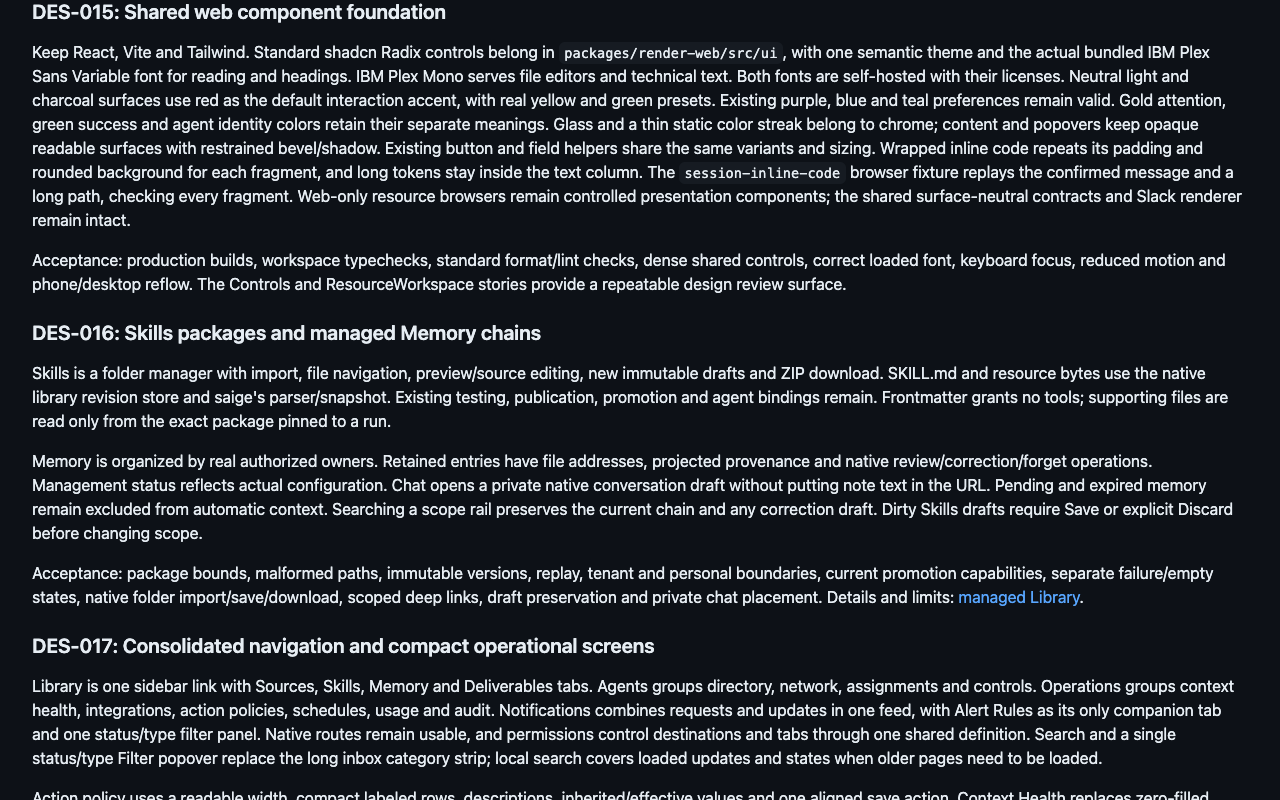 DES-015: Shared web component foundation
Keep React, Vite and Tailwind. Standard shadcn Radix controls belong in packages/render-web/src/ui, with one semantic theme and the actual bundled IBM Plex
Sans Variable font for reading and headings. IBM Plex Mono serves file editors and technical text. Both fonts are self-hosted with their licenses. Neutral light and
charcoal surfaces use red as the default interaction accent, with real yellow and green presets. Existing purple, blue and teal preferences remain valid. Gold attention,
green success and agent identity colors retain their separate meanings. Glass and a thin static color streak belong to chrome; content and popovers keep opaque
readable surfaces with restrained bevel/shadow. Existing button and field helpers share the same variants and sizing. Wrapped inline code repeats its padding and
rounded background for each fragment, and long tokens stay inside the text column. The session-inline-code browser fixture replays the confirmed message and a
long path, checking every fragment. Web-only resource browsers remain controlled presentation components; the shared surface-neutral contracts and Slack renderer
remain intact.
Acceptance: production builds, workspace typechecks, standard format/lint checks, dense shared controls, correct loaded font, keyboard focus, reduced motion and
phone/desktop reflow. The Controls and ResourceWorkspace stories provide a repeatable design review surface.
DES-016: Skills packages and managed Memory chains
Skills is a folder manager with import, file navigation, preview/source editing, new immutable drafts and ZIP download. SKILL.md and resource bytes use the native
library revision store and saige's parser/snapshot. Existing testing, publication, promotion and agent bindings remain. Frontmatter grants no tools; supporting files are
read only from the exact package pinned to a run.
Memory is organized by real authorized owners. Retained entries have file addresses, projected provenance and native review/correction/forget operations.
Management status reflects actual configuration. Chat opens a private native conversation draft without putting note text in the URL. Pending and expired memory
remain excluded from automatic context. Searching a scope rail preserves the current chain and any correction draft. Dirty Skills drafts require Save or explicit Discard
before changing scope.
Acceptance: package bounds, malformed paths, immutable versions, replay, tenant and personal boundaries, current promotion capabilities, separate failure/empty
states, native folder import/save/download, scoped deep links, draft preservation and private chat placement. Details and limits: managed Library.
DES-017: Consolidated navigation and compact operational screens
Library is one sidebar link with Sources, Skills, Memory and Deliverables tabs. Agents groups directory, network, assignments and controls. Operations groups context
health, integrations, action policies, schedules, usage and audit. Notifications combines requests and updates in one feed, with Alert Rules as its only companion tab
and one status/type filter panel. Native routes remain usable, and permissions control destinations and tabs through one shared definition. Search and a single
status/type Filter popover replace the long inbox category strip; local search covers loaded updates and states when older pages need to be loaded.
Action policy uses a readable width, compact labeled rows, descriptions, inherited/effective values and one aligned save action. Context Health replaces zero-filled